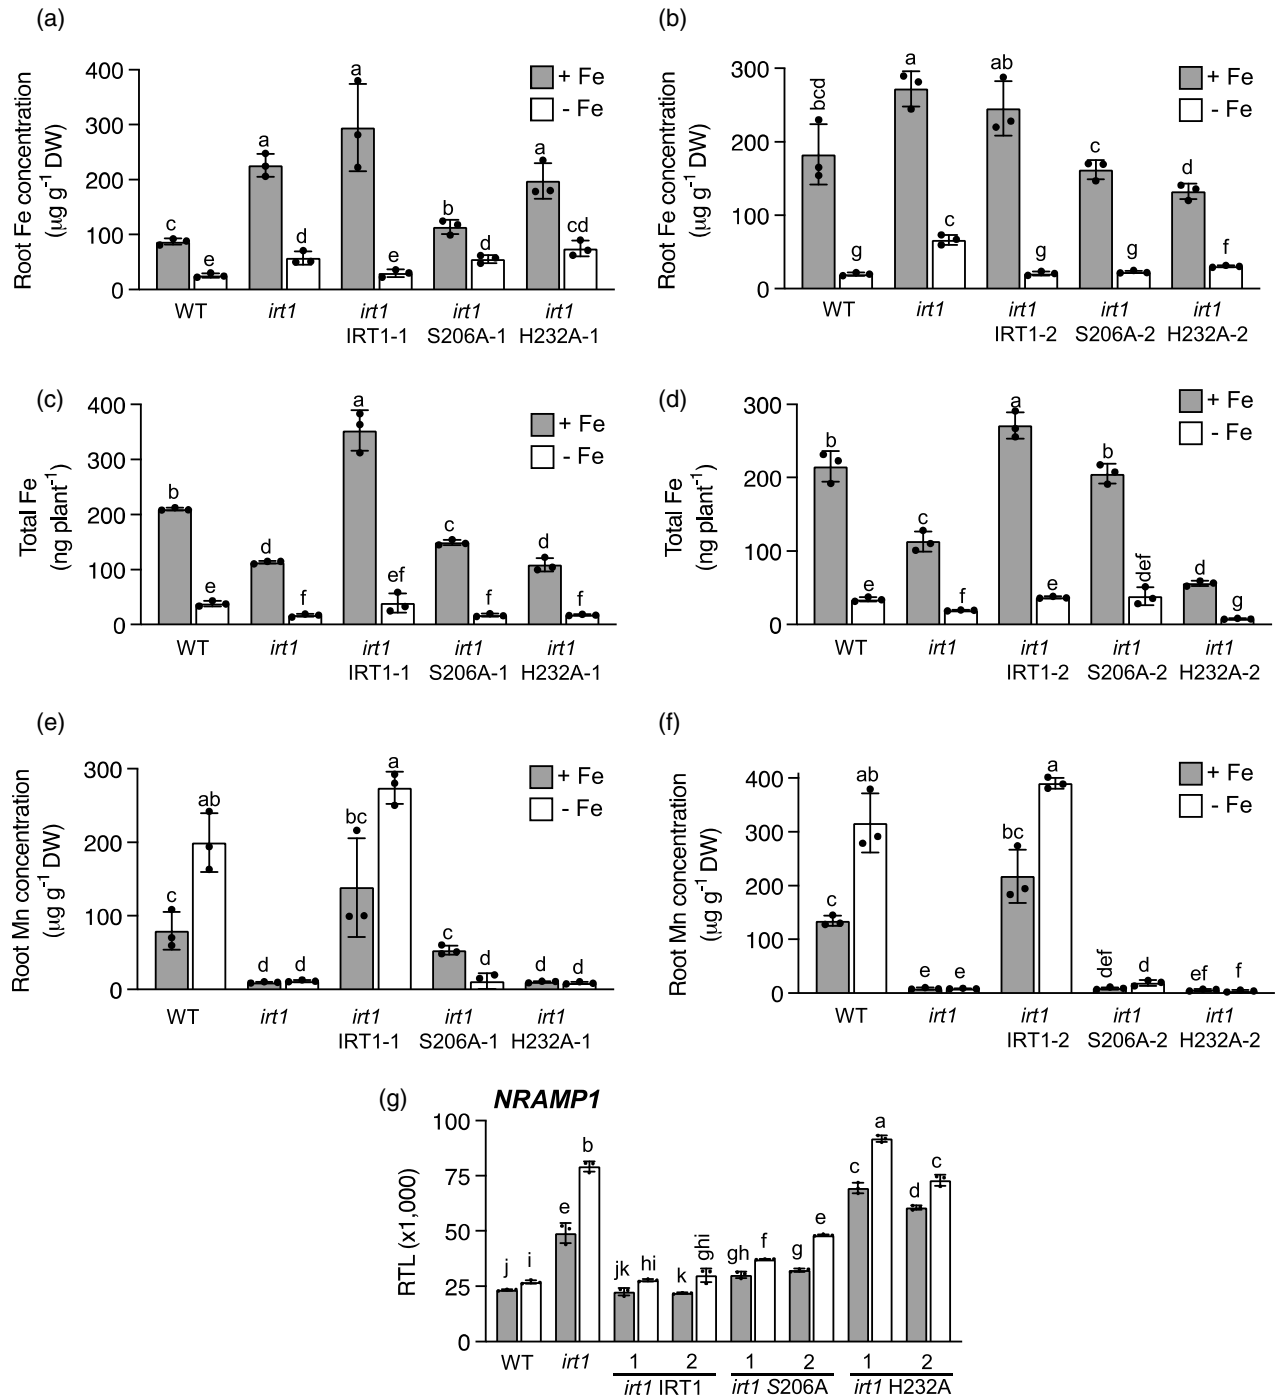 (a)
Root Fe concentration
(μg g⁻¹ DW)
400
300
200
100
0
+ Fe
- Fe
c e a d a e b d a cd
WT irt1 irt1 irt1 irt1
IRT1-1 S206A-1 H232A-1
(b)
Root Fe concentration
(μg g⁻¹ DW)
300
200
100
0
+ Fe
- Fe
bcd g a c ab g c g d f
WT irt1 irt1 irt1 irt1
IRT1-2 S206A-2 H232A-2
(c)
Total Fe
(ng plant⁻¹)
400
300
200
100
0
+ Fe
- Fe
b e d f a ef c f d f
WT irt1 irt1 irt1 irt1
IRT1-1 S206A-1 H232A-1
(d)
Total Fe
(ng plant⁻¹)
300
200
100
0
+ Fe
- Fe
b e c f a e b def d g
WT irt1 irt1 irt1 irt1
IRT1-2 S206A-2 H232A-2
(e)
Root Mn concentration
(μg g⁻¹ DW)
300
200
100
0
+ Fe
- Fe
c ab d d bc a c d d d
WT irt1 irt1 irt1 irt1
IRT1-1 S206A-1 H232A-1
(f)
Root Mn concentration
(μg g⁻¹ DW)
400
300
200
100
0
+ Fe
- Fe
c ab e e bc a def d ef f
WT irt1 irt1 irt1 irt1
IRT1-2 S206A-2 H232A-2
(g)
NRAMP1
RTL (x1,000)
100
75
50
25
0
j i e b jk hi k ghi gh f g e c a d c
WT irt1 1 2 1 2 1 2
irt1 IRT1 irt1 S206A irt1 H232A